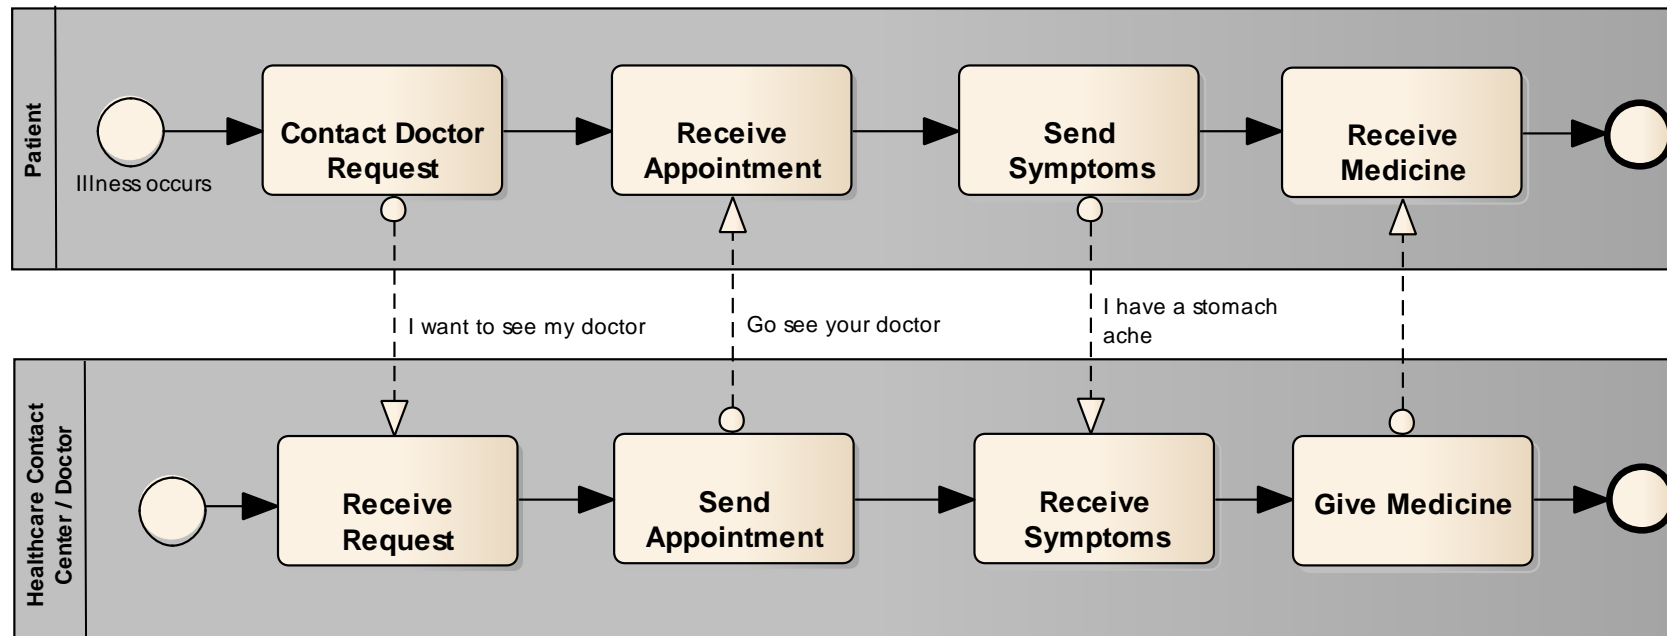 Patient
Illness occurs
Contact Doctor
Request
Receive
Appointment
Send
Symptoms
Receive
Medicine
I want to see my doctor
Go see your doctor
I have a stomach
ache
Healthcare Contact
Center / Doctor
Receive
Request
Send
Appointment
Receive
Symptoms
Give Medicine